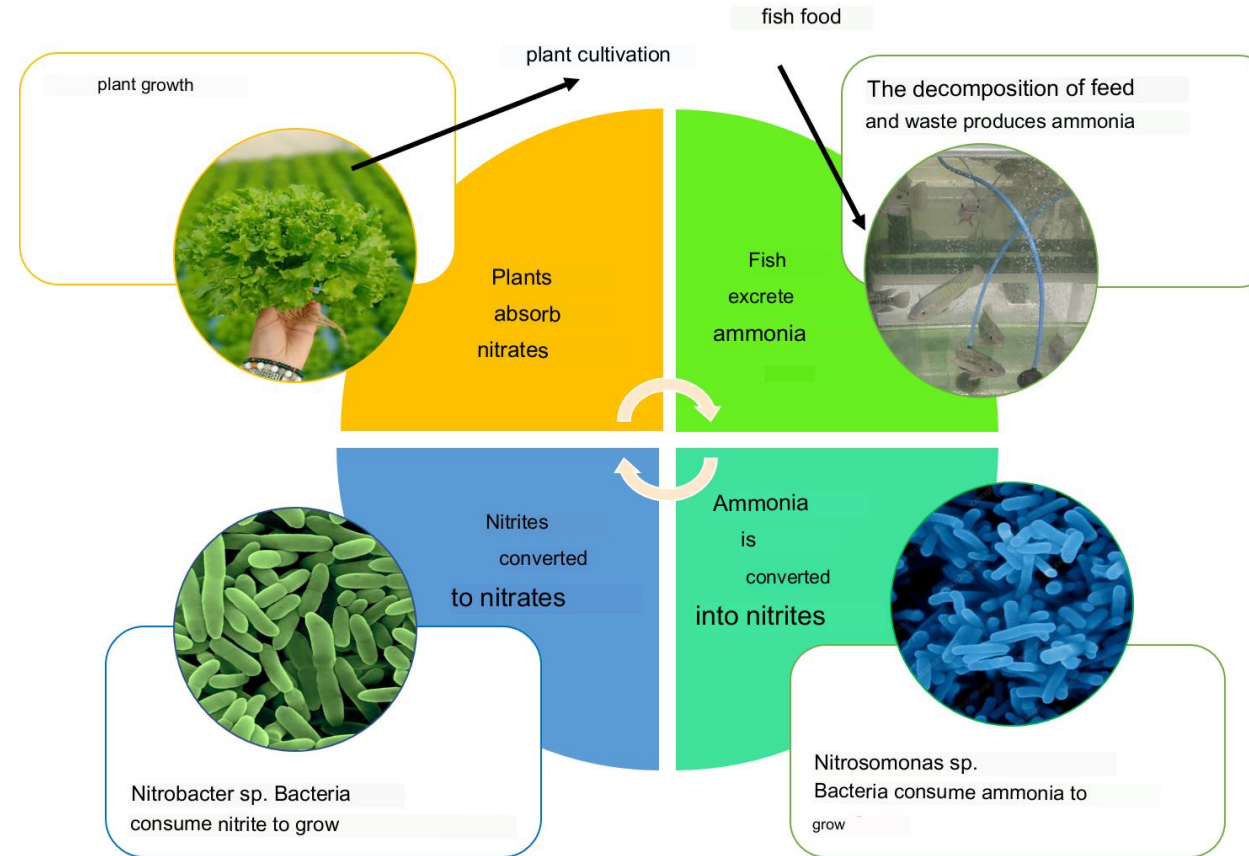 fish food
plant cultivation
plant growth
The decomposition of feed
and waste produces ammonia
Plants
absorb
nitrates
Fish
excrete
ammonia
Nitrites
converted
to nitrates
Ammonia
is
converted
into nitrites
Nitrobacter sp. Bacteria
consume nitrite to grow
Nitrosomonas sp.
Bacteria consume ammonia to
grow